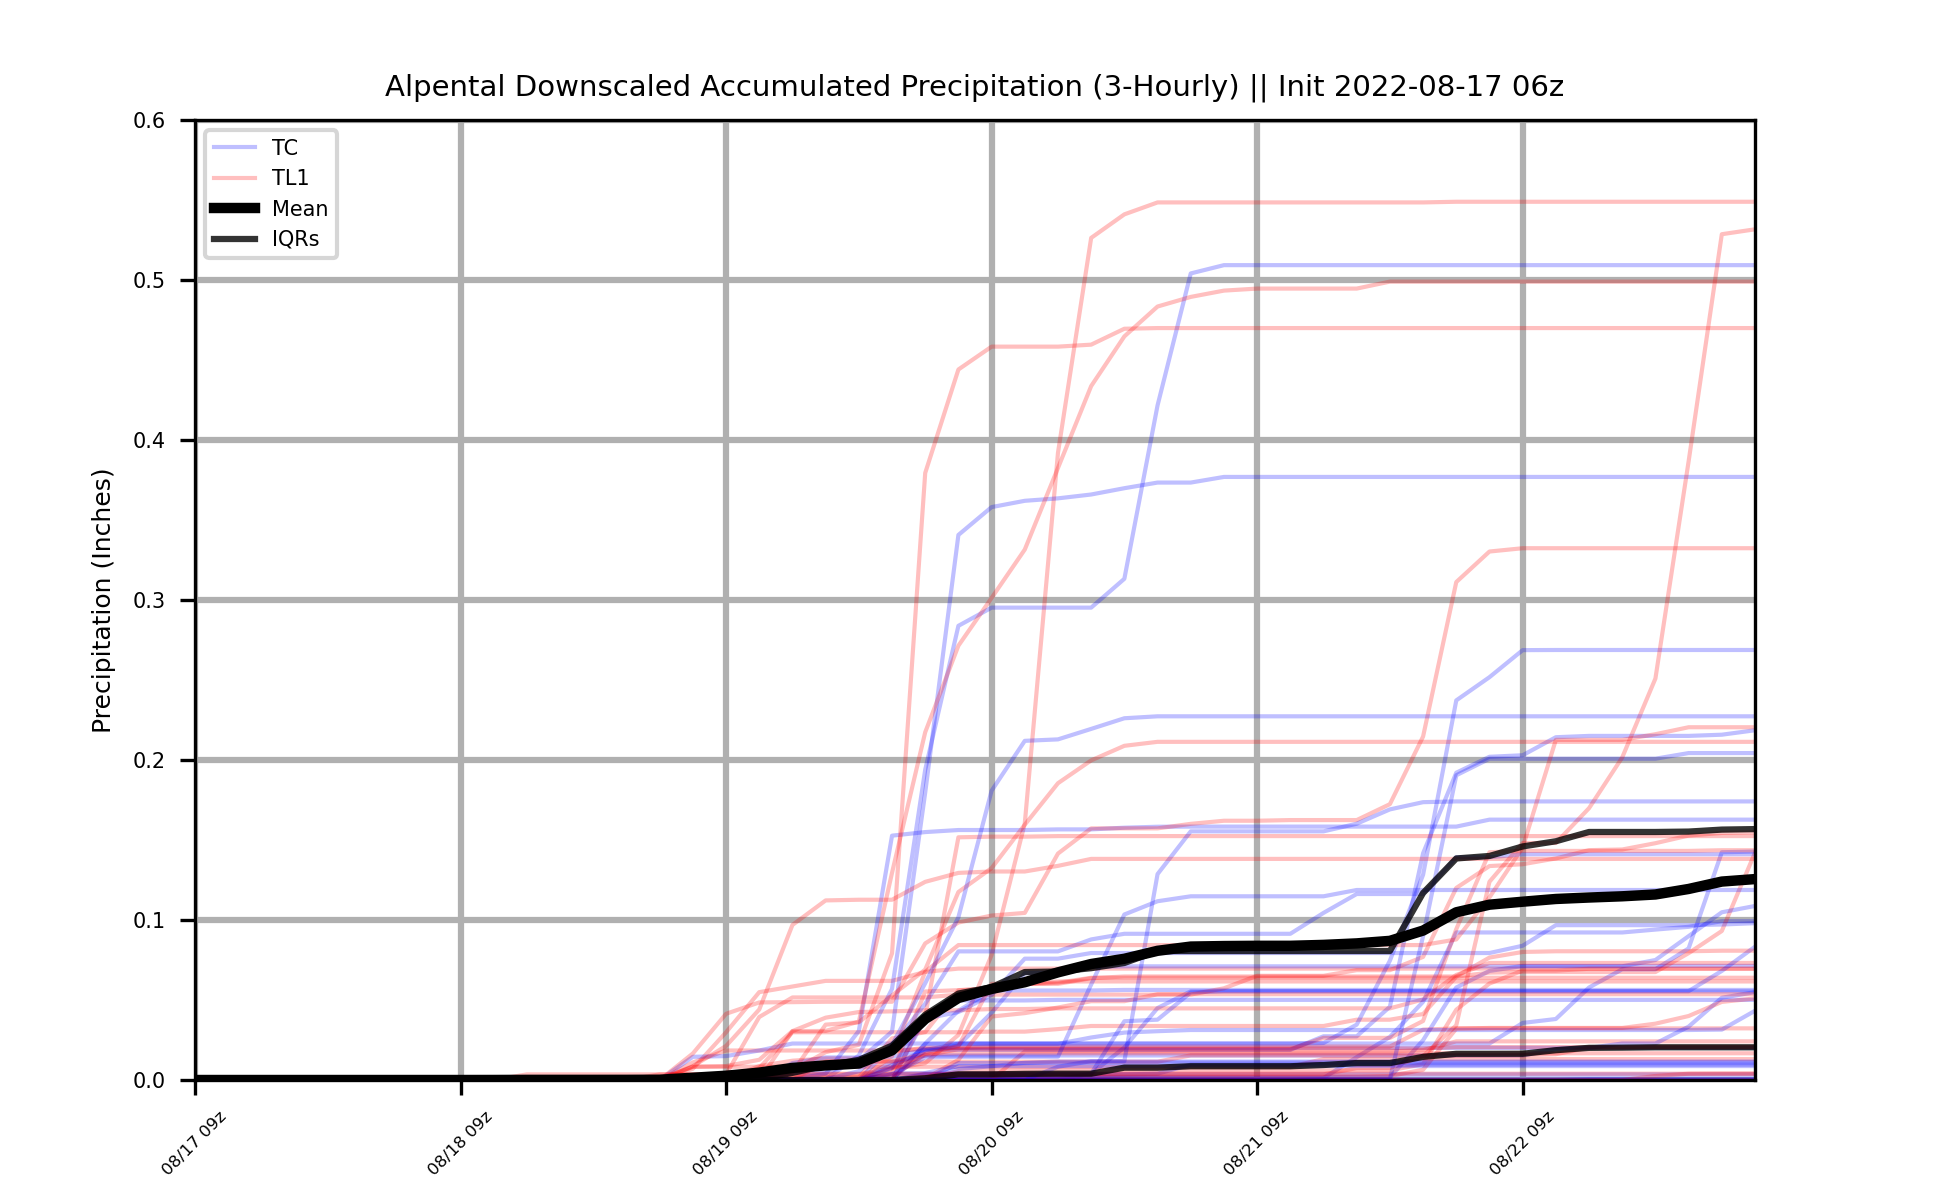 Alpental Downscaled Accumulated Precipitation (3-Hourly) || Init 2022-08-17 06z
TC
TL1
Mean
IQRs
Precipitation (Inches)
0.6
0.5
0.4
0.3
0.2
0.1
0.0
08/17 09z
08/18 09z
08/19 09z
08/20 09z
08/21 09z
08/22 09z